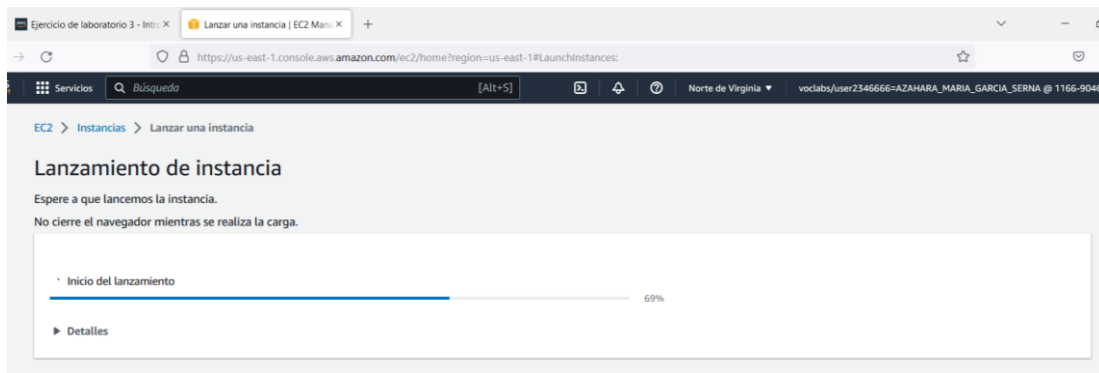 Ejercicio de laboratorio 3 - Intro
Lanzar una instancia | EC2 Mana
https://us-east-1.console.aws.amazon.com/ec2/home?region=us-east-1#LaunchInstances:
Servicios Búsqueda [Alt+S] Norte de Virginia voclabs/user2346666=AZAHARA_MARIA_GARCIA_SERNA @ 1166-9046
EC2 > Instancias > Lanzar una instancia
Lanzamiento de instancia
Espere a que lancemos la instancia.
No cierre el navegador mientras se realiza la carga.
Inicio del lanzamiento
69%
Detalles